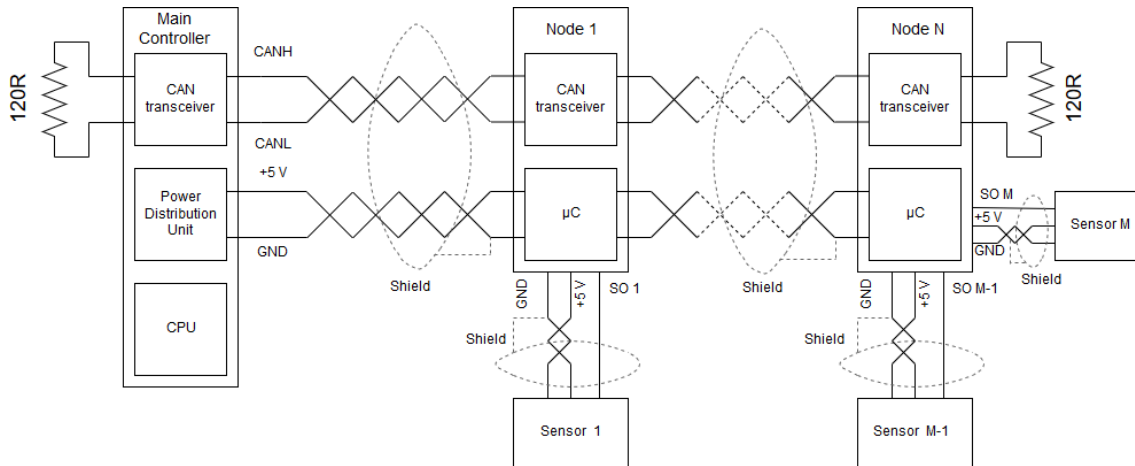 Main
Controller
Node 1
Node N
CANH
CAN
transceiver
CAN
transceiver
CAN
transceiver
120R
120R
CANL
+5 V
Power
Distribution
Unit
µC
µC
SO M
+5 V
GND
Sensor M
GND
Shield
Shield
Shield
CPU
GND
+5 V
SO 1
GND
+5 V
SO M-1
Shield
Shield
Sensor 1
Sensor M-1